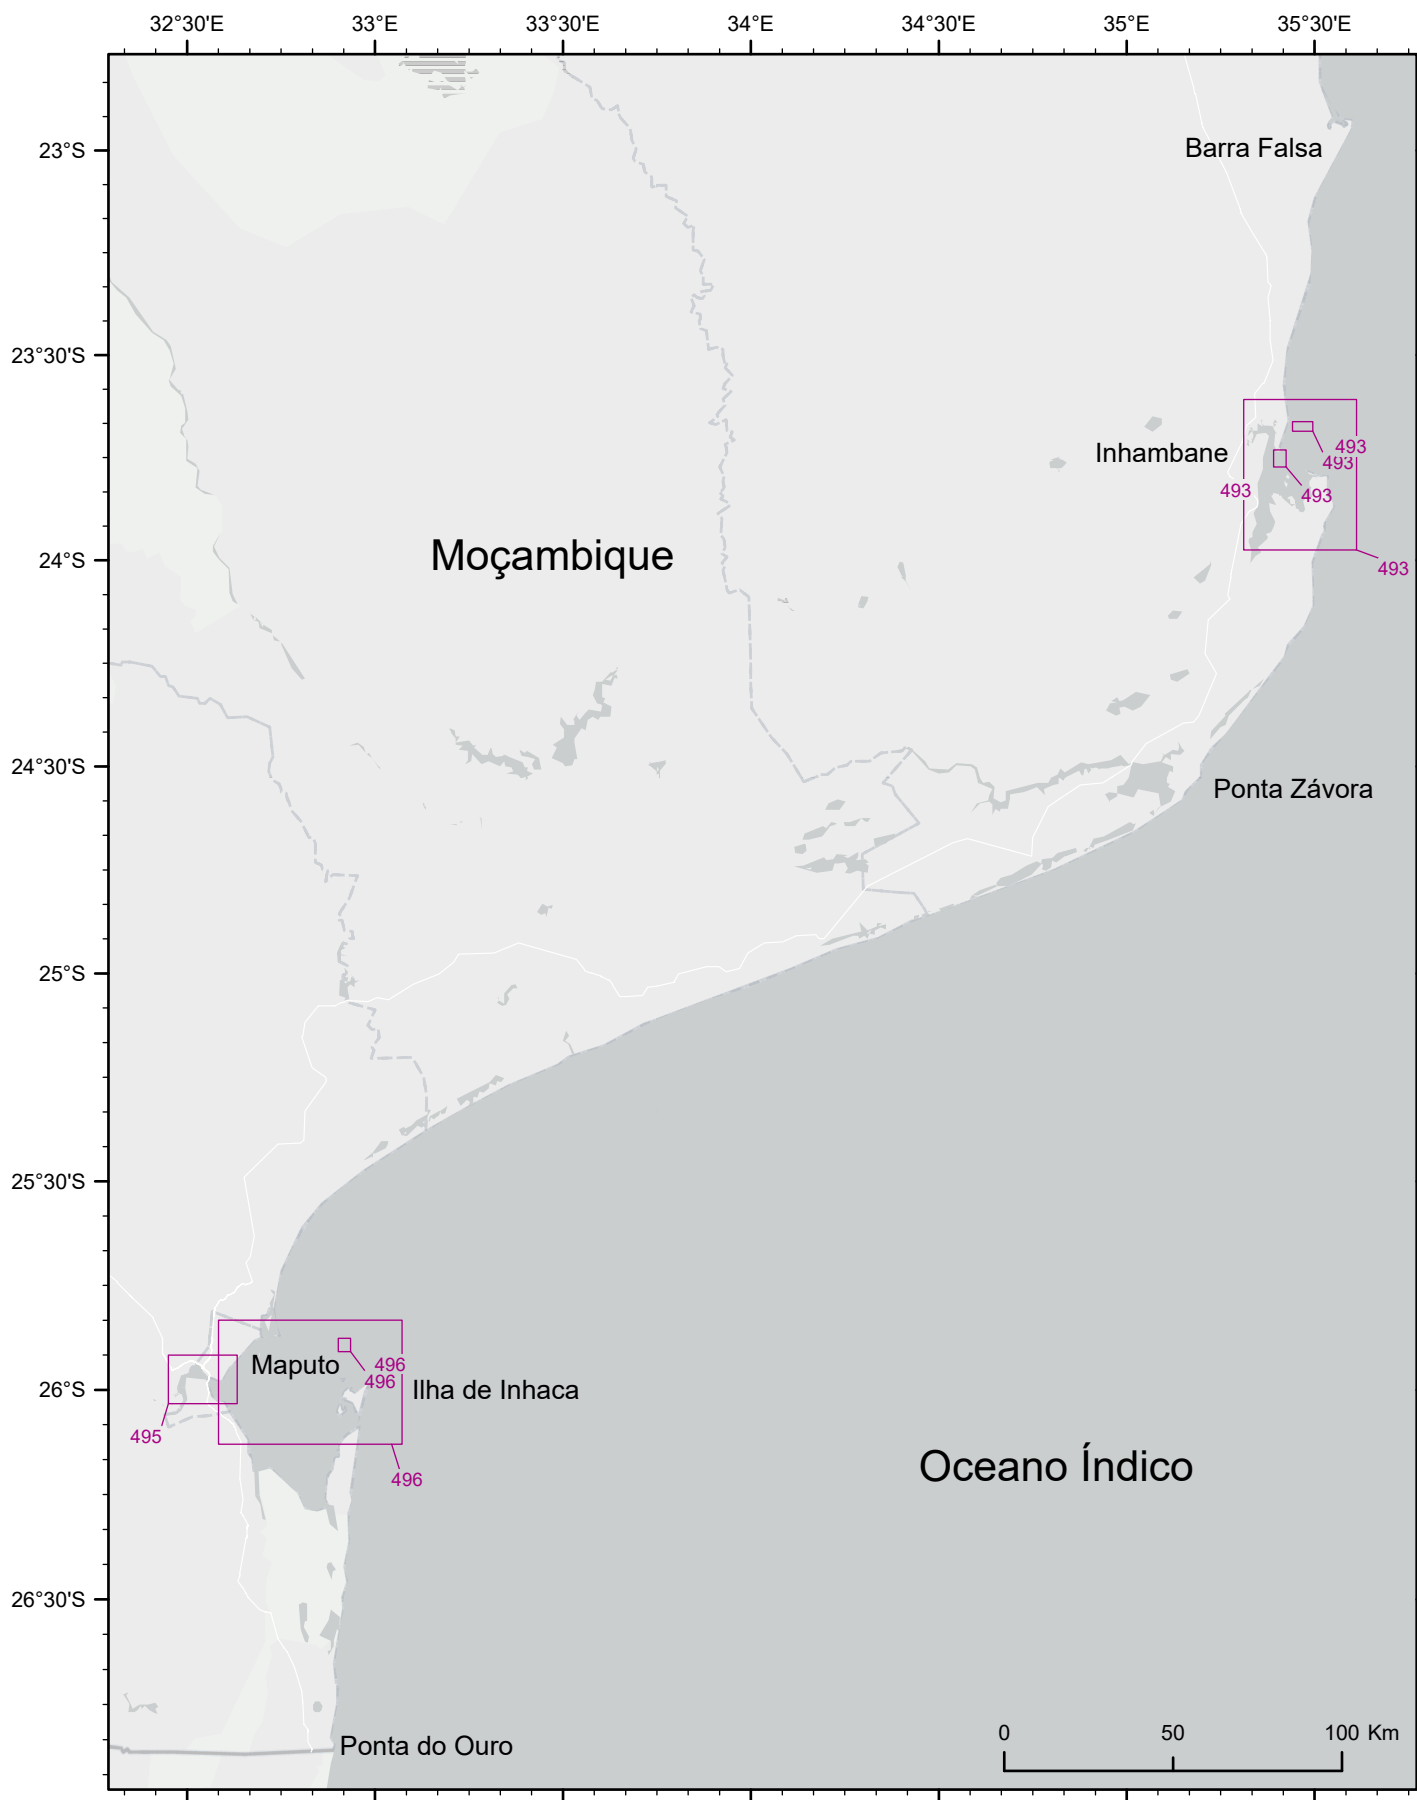 32°30'E 33°E 33°30'E 34°E 34°30'E 35°E 35°30'E
23°S
Barra Falsa
23°30'S
Inhambane
493
493
493
493
24°S
Moçambique
493
24°30'S
Ponta Závora
25°S
25°30'S
Maputo
496
496
26°S
Ilha de Inhaca
495
Oceano Índico
496
26°30'S
0 50 100 Km
Ponta do Ouro